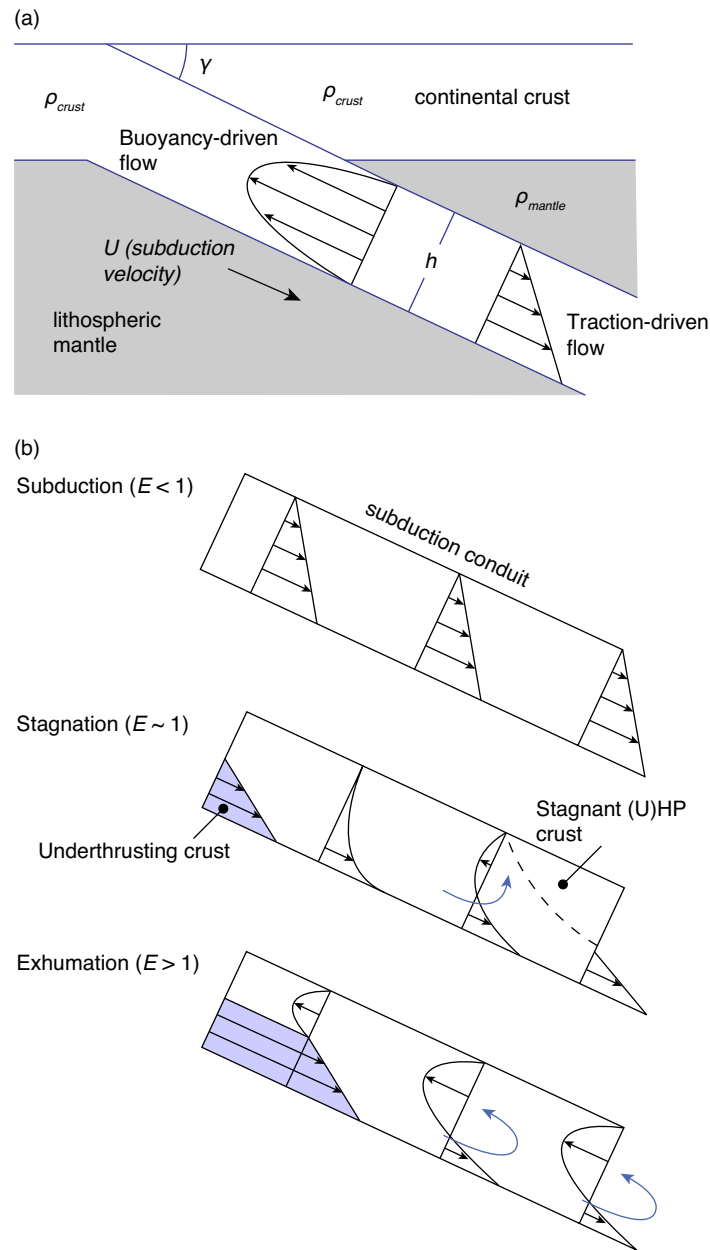 (a)
γ
ρcrust
ρcrust
continental crust
Buoyancy-driven
flow
ρmantle
U (subduction
velocity)
h
lithospheric
mantle
Traction-driven
flow
(b)
Subduction (E < 1)
subduction conduit
Stagnation (E ~ 1)
Stagnant (U)HP
crust
Underthrusting crust
Exhumation (E > 1)